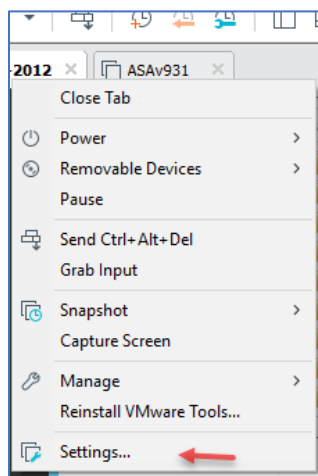 -2012 ASAv931
Close Tab
Power
Removable Devices
Pause
Send Ctrl+Alt+Del
Grab Input
Snapshot
Capture Screen
Manage
Reinstall VMware Tools...
Settings...